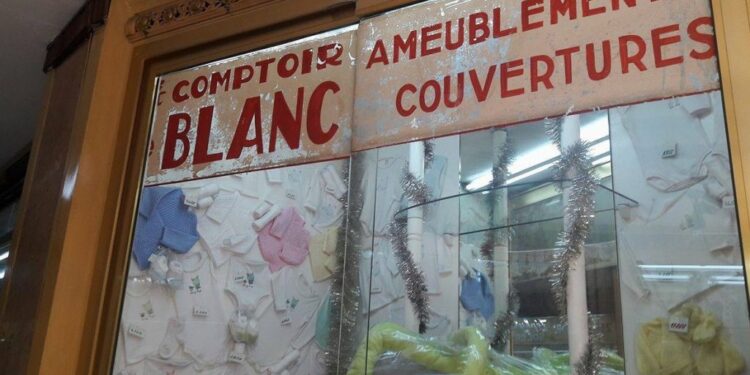 COMPTOIR
BLANC
AMEUBLEMENT
COUVERTURES